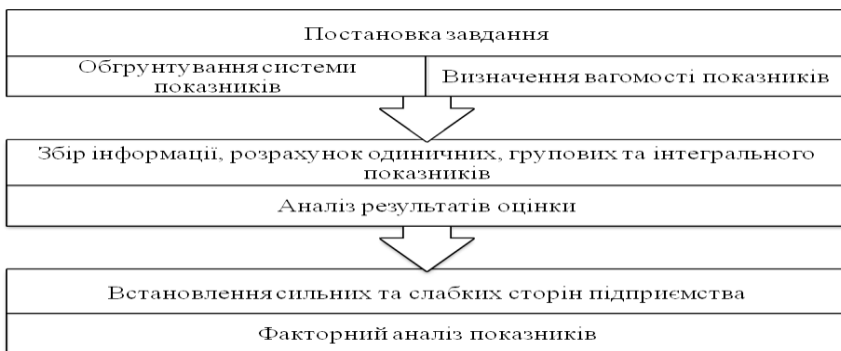 Постановка завдання
Обгрунтування системи
показників
Визначення вагомості показників
Збір інформації, розрахунок одиничних, групових та інтегрального
показників
Аналіз результатів оцінки
Встановлення сильних та слабких сторін підприємства
Факторний аналіз показників